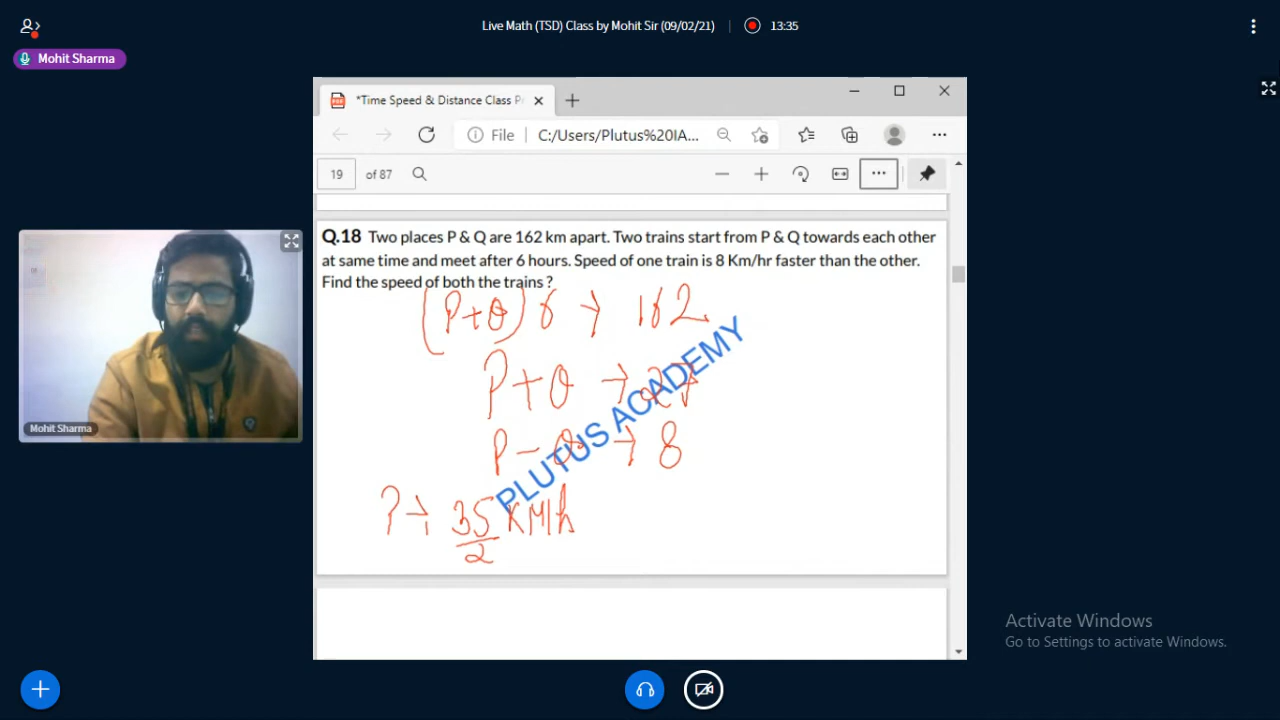 Live Math (TSD) Class by Mohit Sir (09/02/21)
13:35
Mohit Sharma
*Time Speed & Distance Class Pr
File
C:/Users/Plutus%20IA...
19 of 87
Q.18 Two places P & Q are 162 km apart. Two trains start from P & Q towards each other
at same time and meet after 6 hours. Speed of one train is 8 Km/hr faster than the other.
Find the speed of both the trains ?
(P+Q) 6 → 162
P+Q → 27
P-Q → 8
P → 35/2 KM/h
PLUTUS ACADEMY
Mohit Sharma
Activate Windows
Go to Settings to activate Windows.